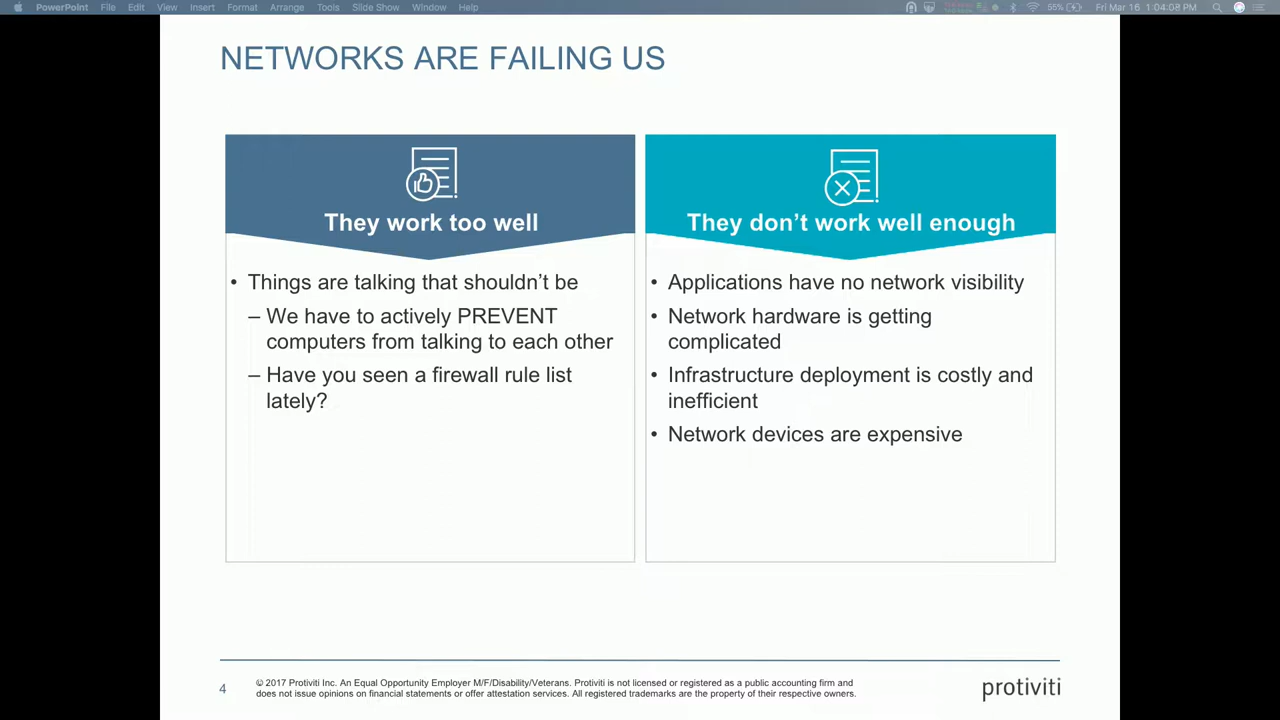 PowerPoint File Edit View Insert Format Arrange Tools Slide Show Window Help 55% Fri Mar 16 1:04:08 PM
NETWORKS ARE FAILING US
They work too well
• Things are talking that shouldn't be
– We have to actively PREVENT
computers from talking to each other
– Have you seen a firewall rule list
lately?
They don't work well enough
• Applications have no network visibility
• Network hardware is getting
complicated
• Infrastructure deployment is costly and
inefficient
• Network devices are expensive
4
© 2017 Protiviti Inc. An Equal Opportunity Employer M/F/Disability/Veterans. Protiviti is not licensed or registered as a public accounting firm and
does not issue opinions on financial statements or offer attestation services. All registered trademarks are the property of their respective owners.
protiviti